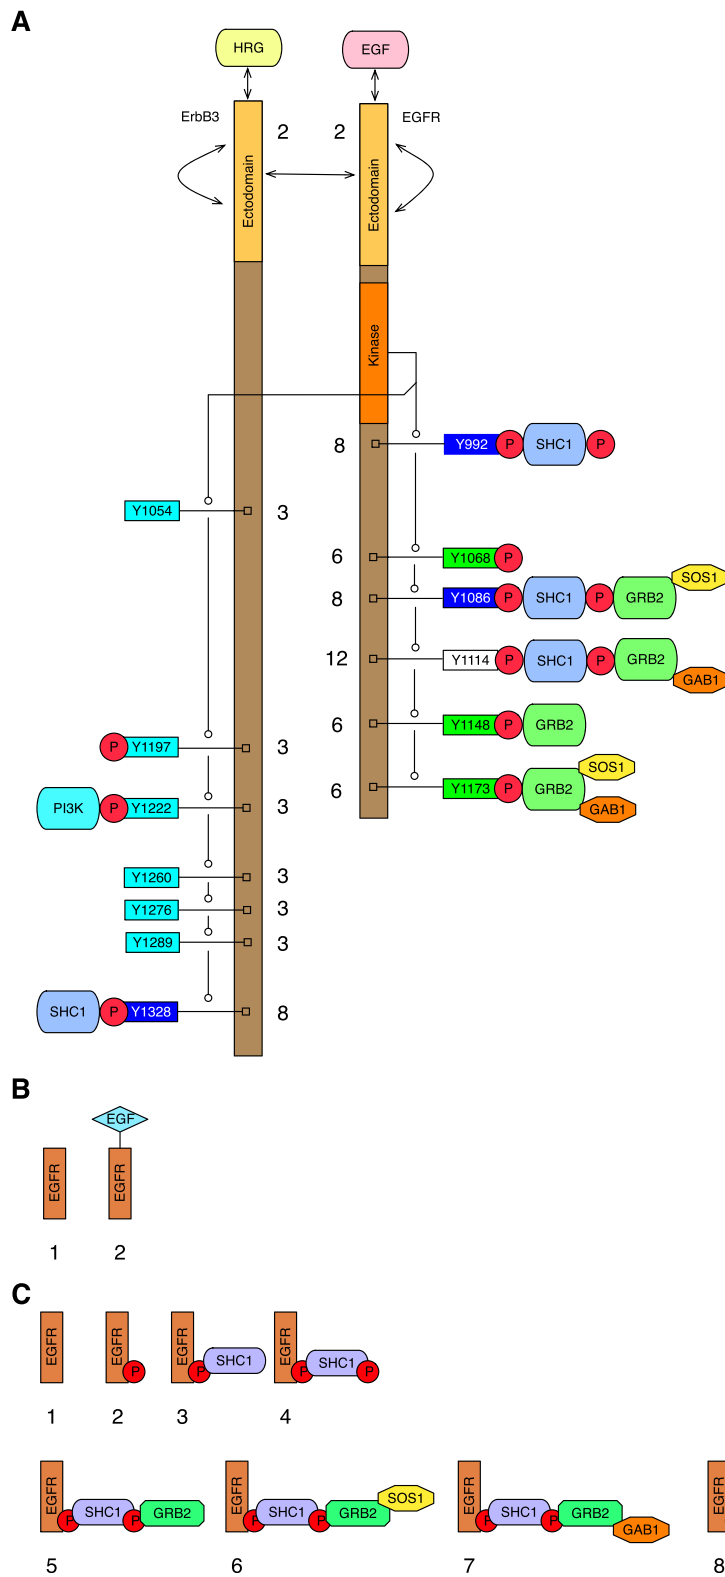 A
HRG EGF
ErbB3 2 2 EGFR
Ectodomain Ectodomain
Kinase
8 Y992 P SHC1 P
Y1054 3
6 Y1068 P
SOS1
8 Y1086 P SHC1 P GRB2
12 Y1114 P SHC1 P GRB2
GAB1
6 Y1148 P GRB2
P Y1197 3
SOS1
6 Y1173 P GRB2
PI3K P Y1222 3
GAB1
Y1260 3
Y1276 3
Y1289 3
SHC1 P Y1328 8
B
EGF
EGFR EGFR
1 2
C
EGFR EGFR P EGFR P SHC1 EGFR P SHC1 P
1 2 3 4
EGFR P SHC1 P GRB2 EGFR P SHC1 P GRB2 SOS1 EGFR P SHC1 P GRB2 GAB1 EGFR
5 6 7 8